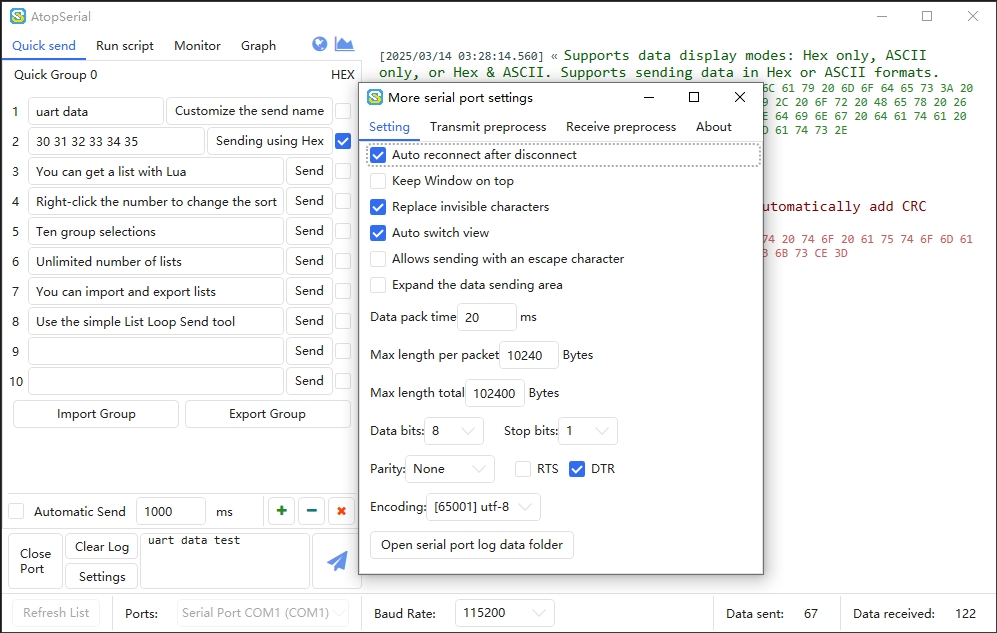 AtopSerial
Quick send Run script Monitor Graph
Quick Group 0 HEX
1 uart data Customize the send name
2 30 31 32 33 34 35 Sending using Hex
3 You can get a list with Lua Send
4 Right-click the number to change the sort Send
5 Ten group selections Send
6 Unlimited number of lists Send
7 You can import and export lists Send
8 Use the simple List Loop Send tool Send
9 Send
10 Send
Import Group Export Group
Automatic Send 1000 ms
Close Port
Clear Log
Settings
uart data test
[2025/03/14 03:28:14.560] « Supports data display modes: Hex only, ASCII
only, or Hex & ASCII. Supports sending data in Hex or ASCII formats.
6C 61 79 20 6D 6F 64 65 73 3A 20
2C 20 6F 72 20 48 65 78 20 26
64 69 6E 67 20 64 61 74 61 20
61 74 73 2E
utomatically add CRC
74 20 74 6F 20 61 75 74 6F 6D 61
6B 73 CE 3D
More serial port settings
Setting Transmit preprocess Receive preprocess About
Auto reconnect after disconnect
Keep Window on top
Replace invisible characters
Auto switch view
Allows sending with an escape character
Expand the data sending area
Data pack time 20 ms
Max length per packet 10240 Bytes
Max length total 102400 Bytes
Data bits: 8 Stop bits: 1
Parity: None RTS DTR
Encoding: [65001] utf-8
Open serial port log data folder
Refresh List Ports: Serial Port COM1 (COM1) Baud Rate: 115200 Data sent: 67 Data received: 122